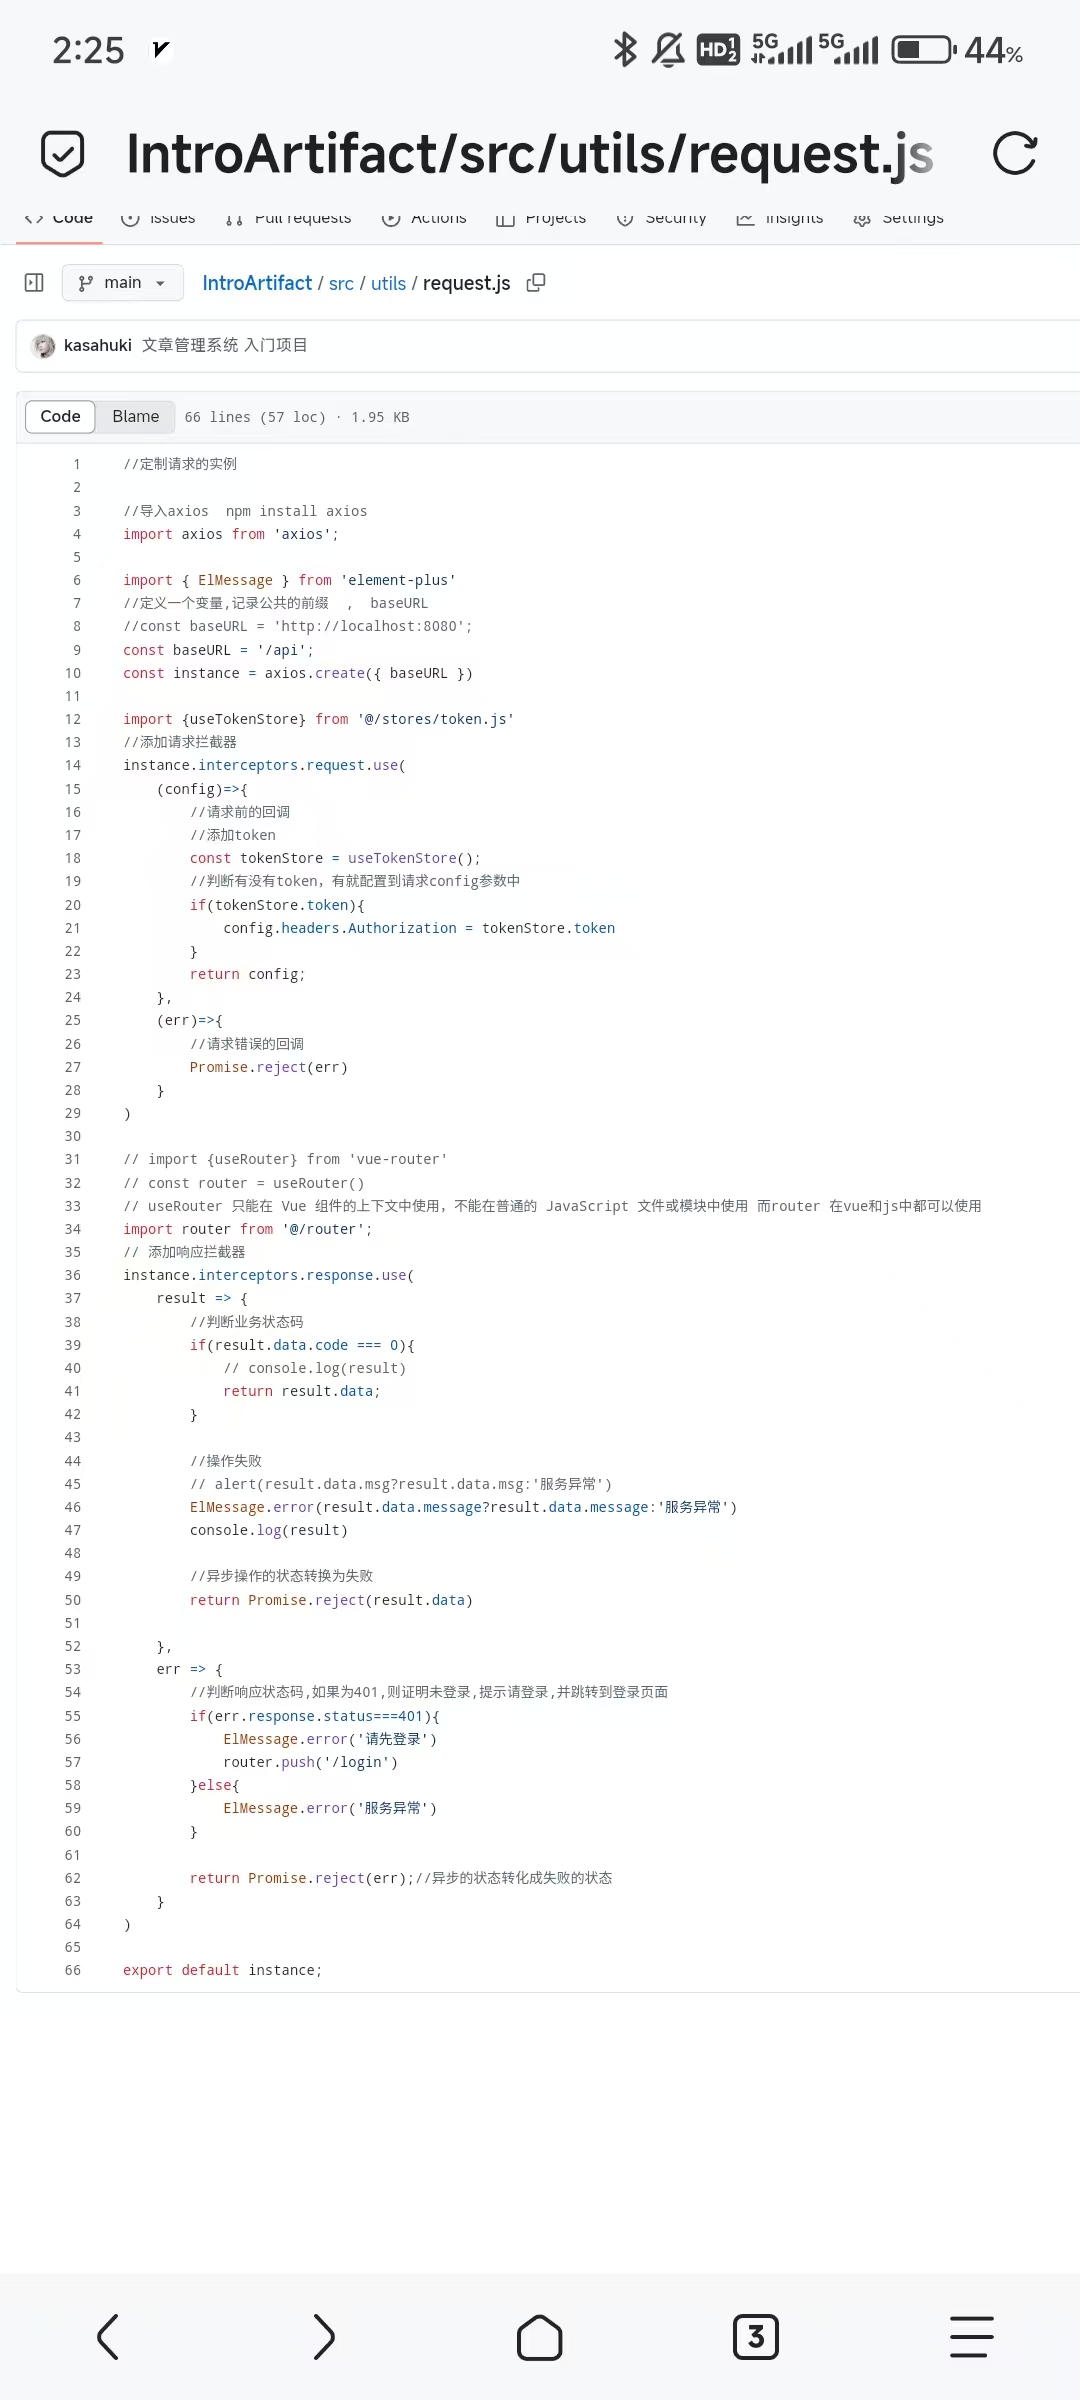 2:25 HD 1 2 5G 5G 44%
IntroArtifact/src/utils/request.js
Code Issues Pull requests Actions Projects Security Insights Settings
main IntroArtifact / src / utils / request.js
kasahuki 文章管理系统 入门项目
Code Blame 66 lines (57 loc) · 1.95 KB
1 //定制请求的实例
2
3 //导入axios  npm install axios
4 import axios from 'axios';
5
6 import { ElMessage } from 'element-plus'
7 //定义一个变量,记录公共的前缀  ,  baseURL
8 //const baseURL = 'http://localhost:8080';
9 const baseURL = '/api';
10 const instance = axios.create({ baseURL })
11
12 import {useTokenStore} from '@/stores/token.js'
13 //添加请求拦截器
14 instance.interceptors.request.use(
15     (config)=>{
16         //请求前的回调
17         //添加token
18         const tokenStore = useTokenStore();
19         //判断有没有token，有就配置到请求config参数中
20         if(tokenStore.token){
21             config.headers.Authorization = tokenStore.token
22         }
23         return config;
24     },
25     (err)=>{
26         //请求错误的回调
27         Promise.reject(err)
28     }
29 )
30
31 // import {useRouter} from 'vue-router'
32 // const router = useRouter()
33 // useRouter 只能在 Vue 组件的上下文中使用，不能在普通的 JavaScript 文件或模块中使用 而router 在vue和js中都可以使用
34 import router from '@/router';
35 // 添加响应拦截器
36 instance.interceptors.response.use(
37     result => {
38         //判断业务状态码
39         if(result.data.code === 0){
40             // console.log(result)
41             return result.data;
42         }
43
44         //操作失败
45         // alert(result.data.msg?result.data.msg:'服务异常')
46         ElMessage.error(result.data.message?result.data.message:'服务异常')
47         console.log(result)
48
49         //异步操作的状态转换为失败
50         return Promise.reject(result.data)
51
52     },
53     err => {
54         //判断响应状态码,如果为401,则证明未登录,提示请登录,并跳转到登录页面
55         if(err.response.status===401){
56             ElMessage.error('请先登录')
57             router.push('/login')
58         }else{
59             ElMessage.error('服务异常')
60         }
61
62         return Promise.reject(err);//异步的状态转化成失败的状态
63     }
64 )
65
66 export default instance;
3